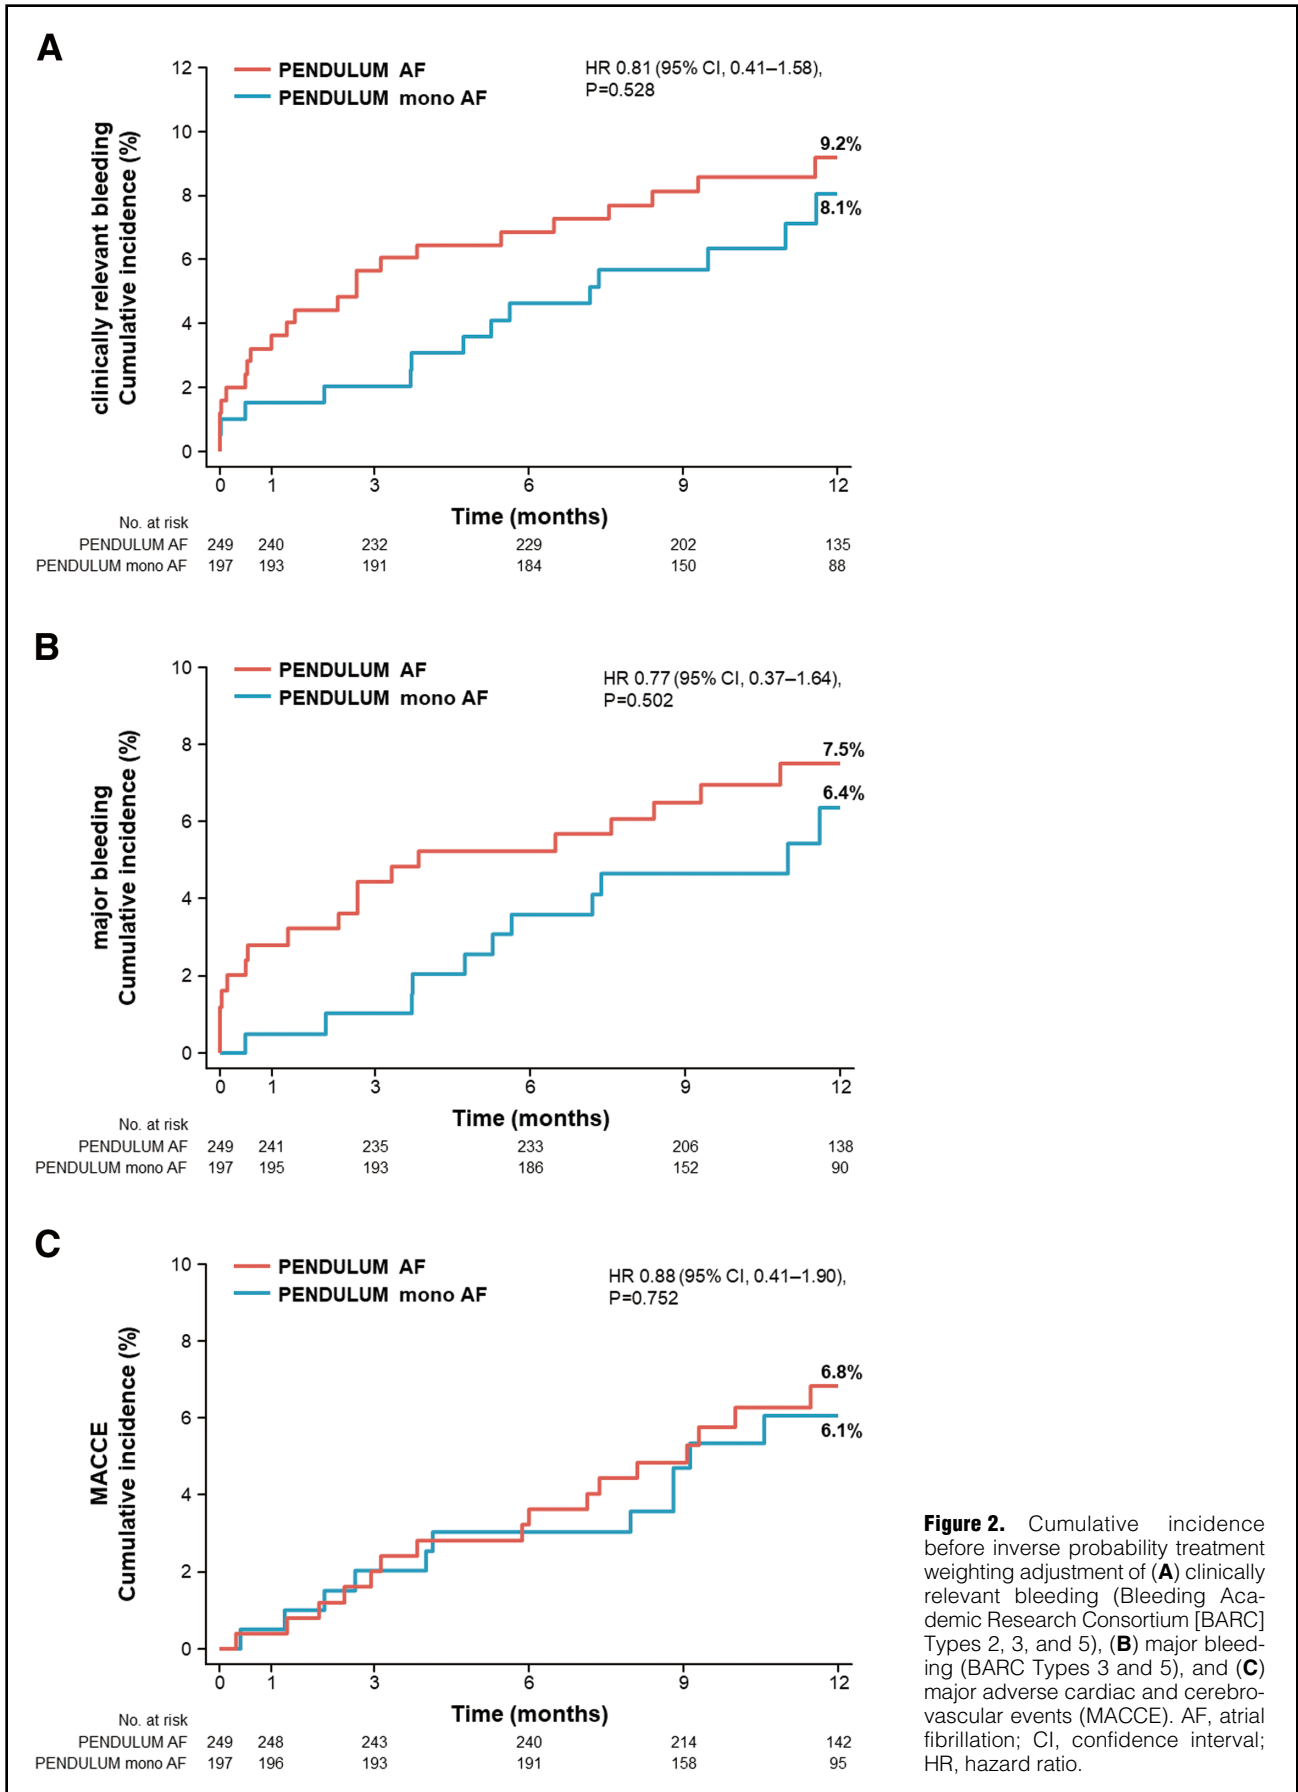 A
PENDULUM AF
PENDULUM mono AF
HR 0.81 (95% CI, 0.41–1.58),
P=0.528
clinically relevant bleeding
Cumulative incidence (%)
12
10
8
6
4
2
0
9.2%
8.1%
0 1 3 6 9 12
Time (months)
No. at risk
PENDULUM AF 249 240 232 229 202 135
PENDULUM mono AF 197 193 191 184 150 88
B
PENDULUM AF
PENDULUM mono AF
HR 0.77 (95% CI, 0.37–1.64),
P=0.502
major bleeding
Cumulative incidence (%)
10
8
6
4
2
0
7.5%
6.4%
0 1 3 6 9 12
Time (months)
No. at risk
PENDULUM AF 249 241 235 233 206 138
PENDULUM mono AF 197 195 193 186 152 90
C
PENDULUM AF
PENDULUM mono AF
HR 0.88 (95% CI, 0.41–1.90),
P=0.752
MACCE
Cumulative incidence (%)
10
8
6
4
2
0
6.8%
6.1%
0 1 3 6 9 12
Time (months)
No. at risk
PENDULUM AF 249 248 243 240 214 142
PENDULUM mono AF 197 196 193 191 158 95
Figure 2. Cumulative incidence
before inverse probability treatment
weighting adjustment of (A) clinically
relevant bleeding (Bleeding Aca-
demic Research Consortium [BARC]
Types 2, 3, and 5), (B) major bleed-
ing (BARC Types 3 and 5), and (C)
major adverse cardiac and cerebro-
vascular events (MACCE). AF, atrial
fibrillation; CI, confidence interval;
HR, hazard ratio.